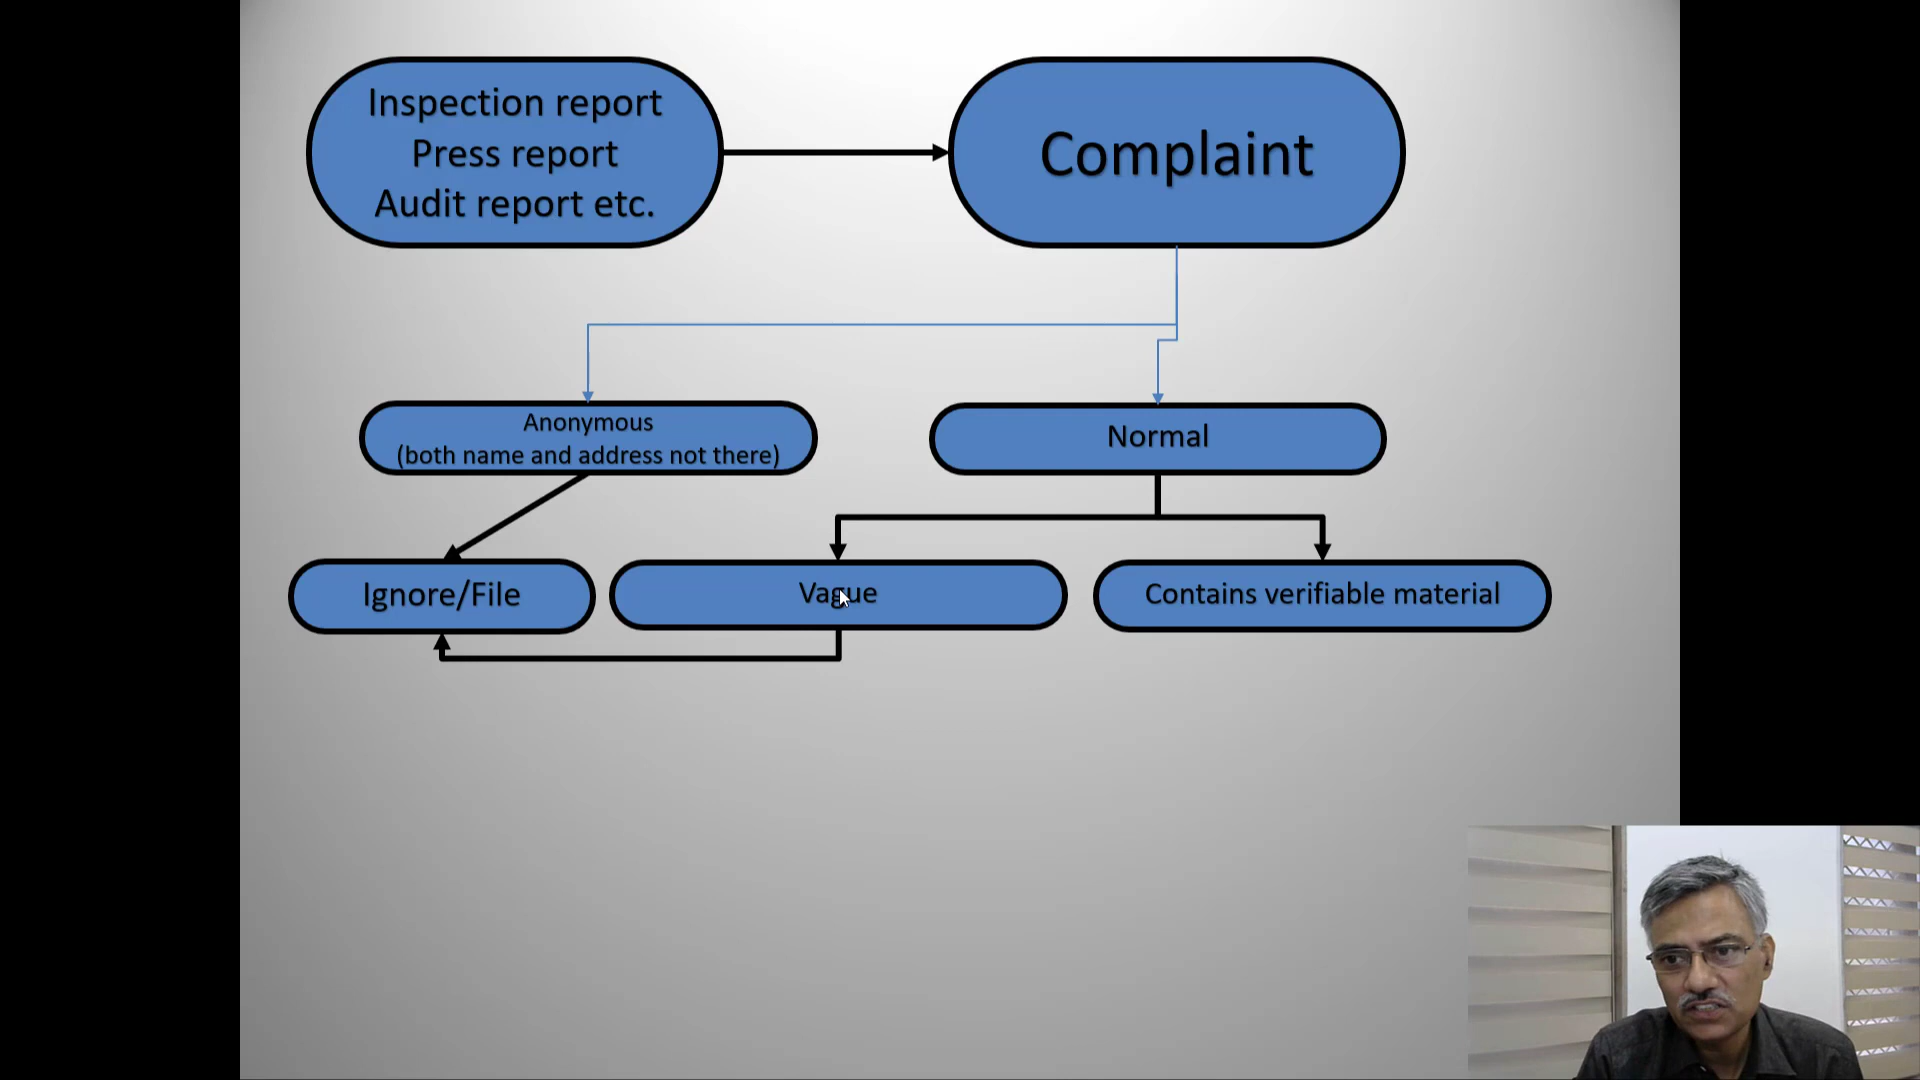 Inspection report
Press report
Audit report etc.
Complaint
Anonymous
(both name and address not there)
Normal
Ignore/File
Vague
Contains verifiable material